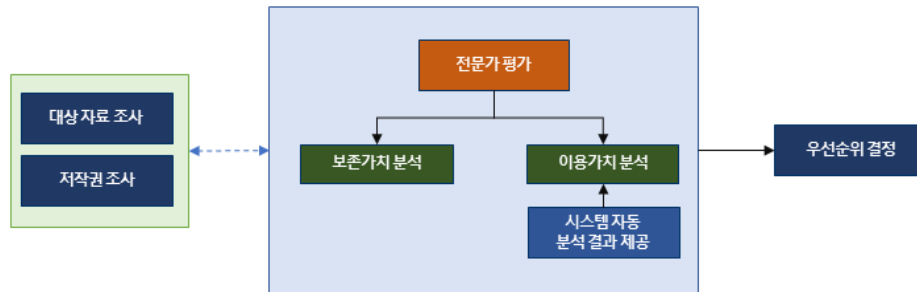 전문가 평가
대상 자료 조사
저작권 조사
보존가치 분석
이용가치 분석
시스템 자동
분석 결과 제공
우선순위 결정